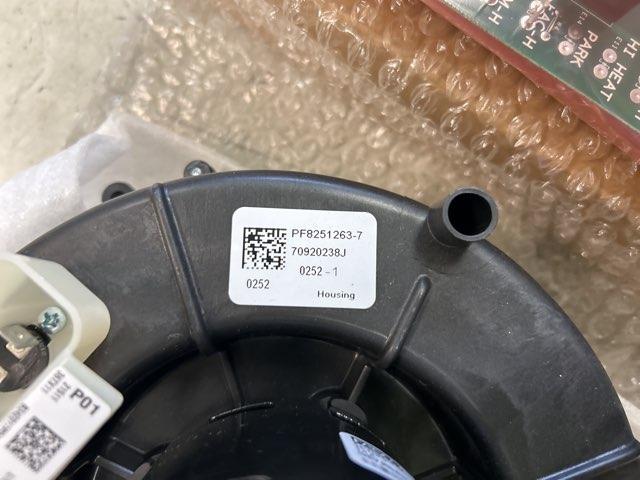 PARK
HI HEAT
PF8251263-7
70920238J
0252 - 1
0252
Housing
P01